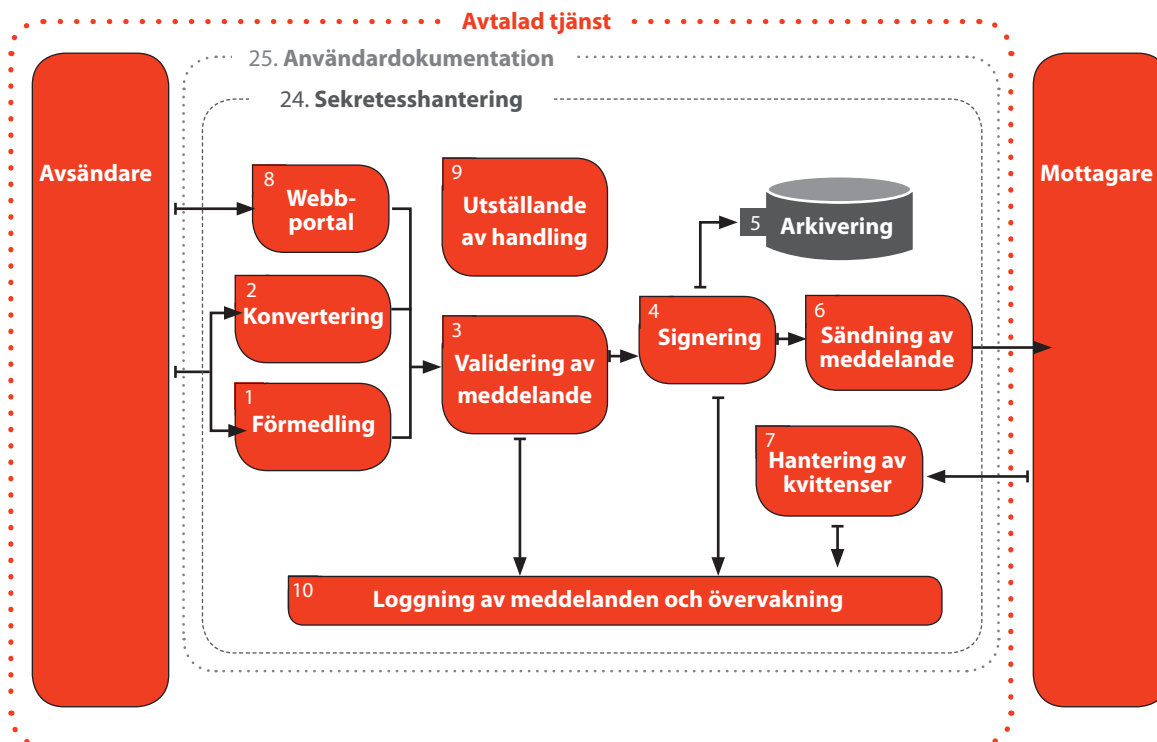 Avtalad tjänst
25. Användardokumentation
24. Sekretesshantering
Avsändare
Mottagare
8
Webb-
portal
9
Utställande
av handling
5
Arkivering
2
Konvertering
3
Validering av
meddelande
4
Signering
6
Sändning av
meddelande
1
Förmedling
7
Hantering av
kvittenser
10
Loggning av meddelanden och övervakning